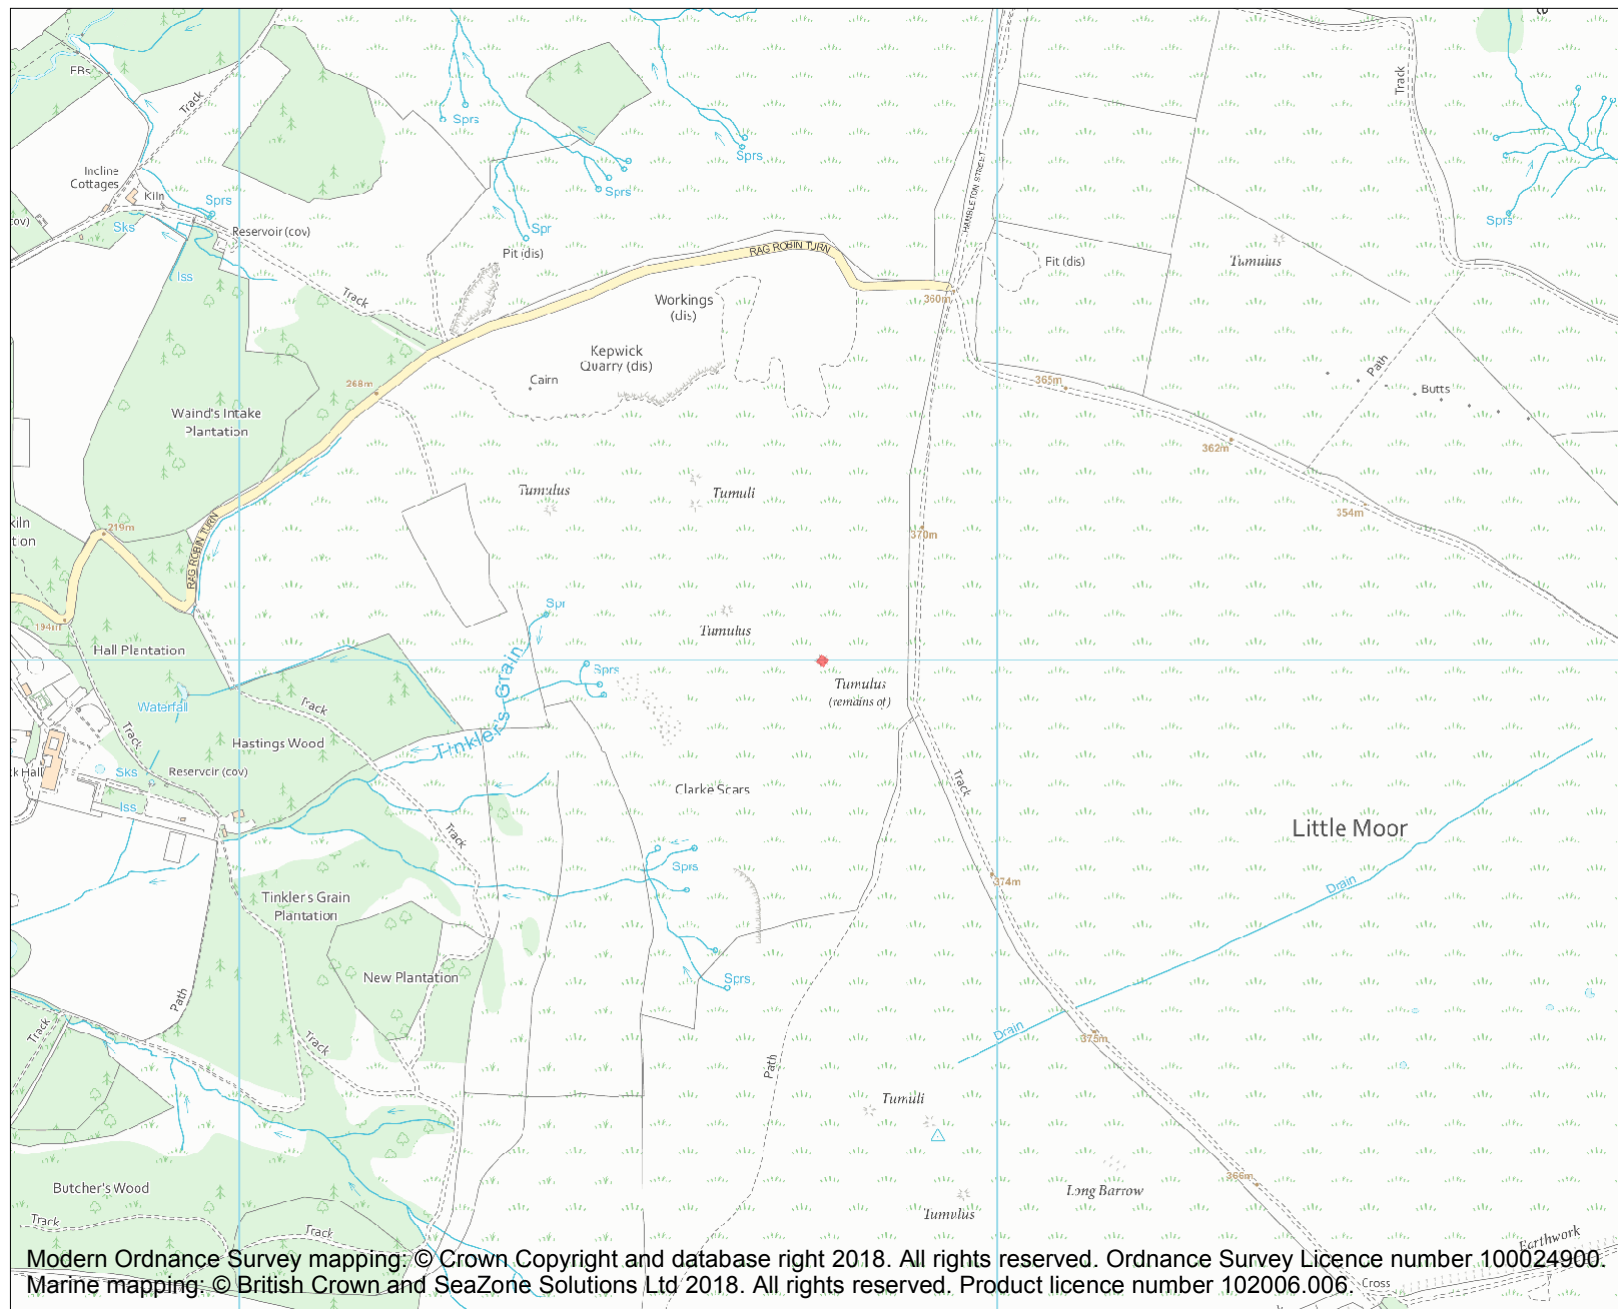 FBs
Track
Track
Sprs
Sprs
Sprs
Incline
Cottages
Kiln
Sprs
HAMBLETON STREET
Sprs
Sks
Reservoir (cov)
Spr
Pit (dis)
RAG ROBIN TURN
Pit (dis)
Tumulus
Iss
Track
Workings
(dis)
360m
Kepwick
Quarry (dis)
Cairn
268m
365m
Path
Butts
Waind's Intake
Plantation
362m
Tumulus
Tumuli
354m
219m
RAG ROBIN TURN
370m
194m
Spr
Tumulus
Hall Plantation
Sprs
Tinkler's Grain
Tumulus
(remains of)
Waterfall
Track
Track
Hastings Wood
Sks
Reservoir (cov)
Hall
Iss
Clarke Scars
Track
Track
Little Moor
Sprs
374m
Drain
Tinkler's Grain
Plantation
New Plantation
Sprs
Path
Track
Track
Drain
375m
Path
Tumuli
Butcher's Wood
Long Barrow
366m
Track
Track
Tumulus
Earthwork
Modern Ordnance Survey mapping: © Crown Copyright and database right 2018. All rights reserved. Ordnance Survey Licence number 100024900.
Marine mapping: © British Crown and SeaZone Solutions Ltd 2018. All rights reserved. Product licence number 102006.006.
Cross